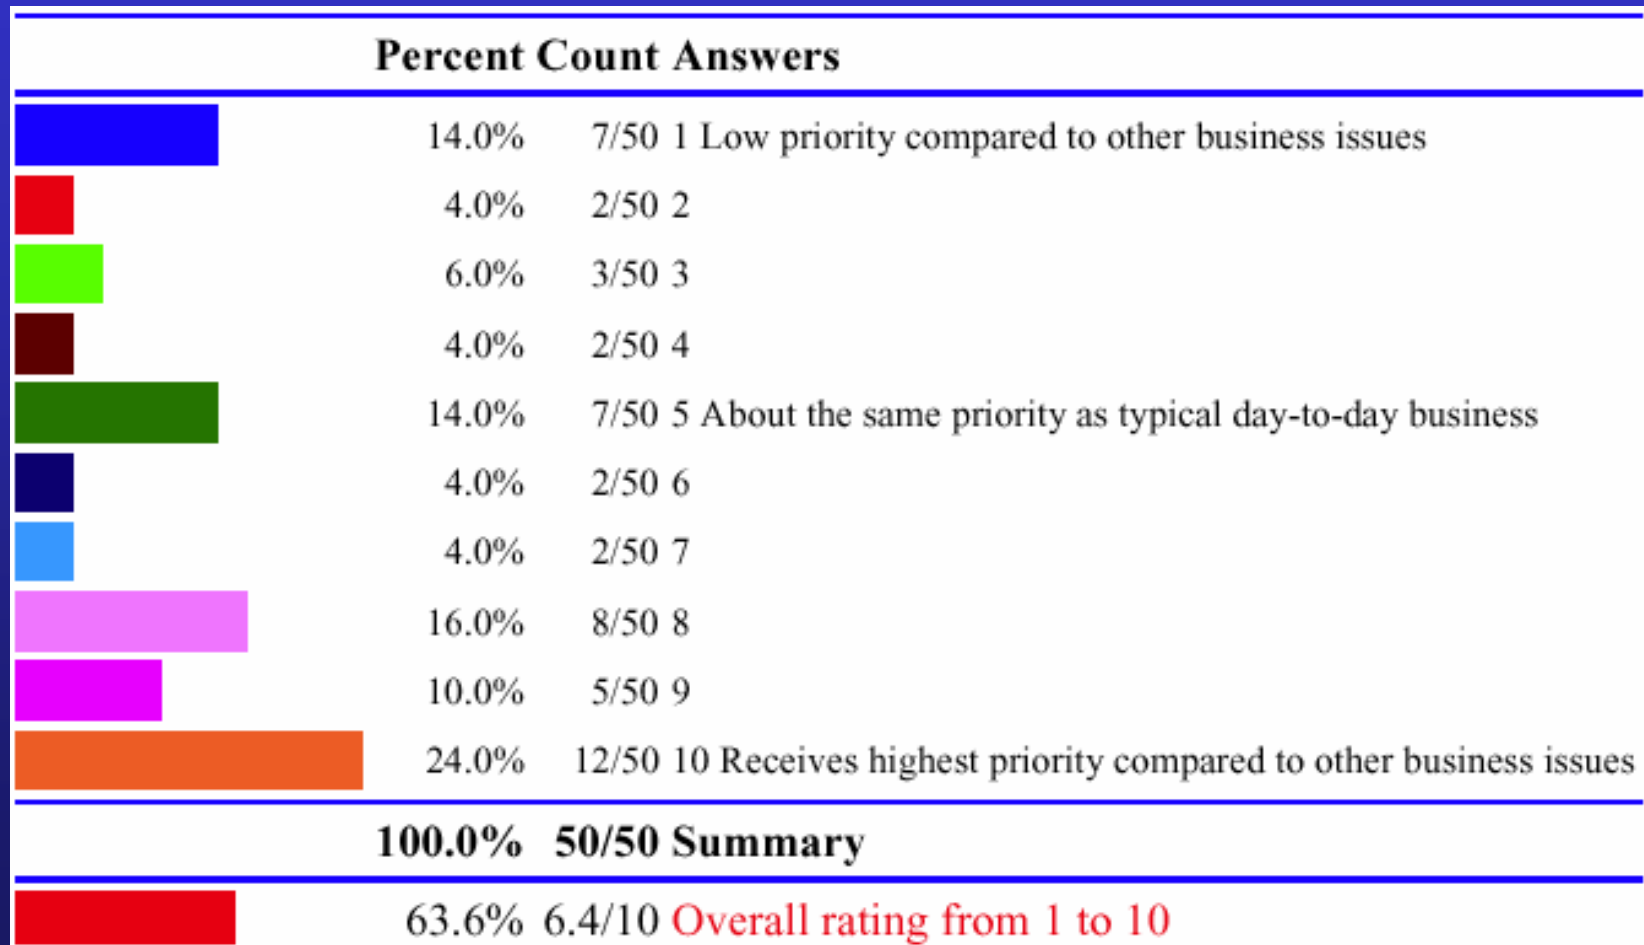 Percent Count Answers
14.0% 7/50 1 Low priority compared to other business issues
4.0% 2/50 2
6.0% 3/50 3
4.0% 2/50 4
14.0% 7/50 5 About the same priority as typical day-to-day business
4.0% 2/50 6
4.0% 2/50 7
16.0% 8/50 8
10.0% 5/50 9
24.0% 12/50 10 Receives highest priority compared to other business issues
100.0% 50/50 Summary
63.6% 6.4/10 Overall rating from 1 to 10